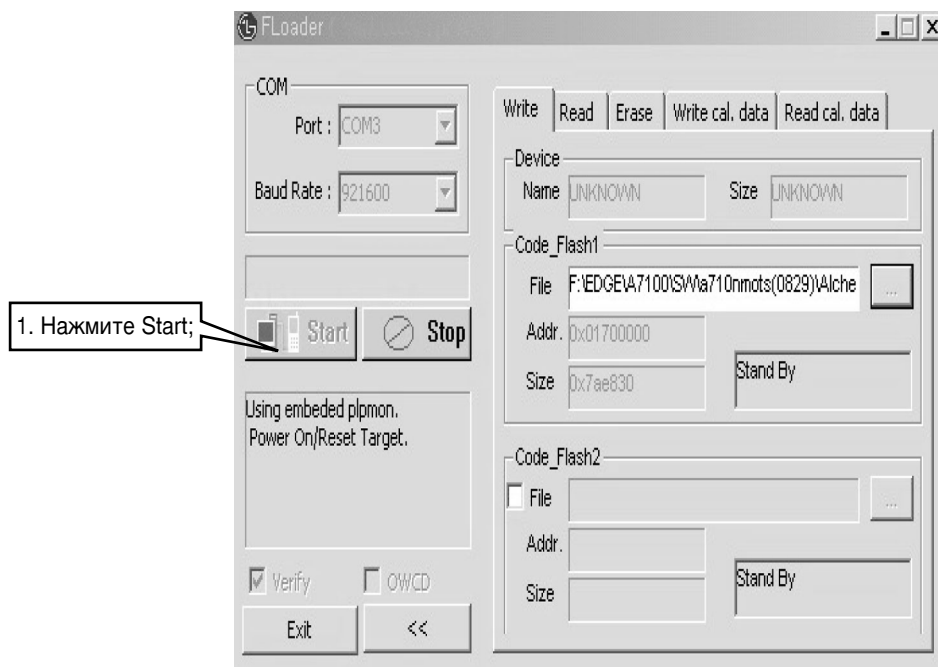 FLoader
COM
Port : COM3
Baud Rate : 921600
1. Нажмите Start;
Start
Stop
Using embeded plpmon.
Power On/Reset Target.
Verify
OWCD
Exit
<<
Write
Read
Erase
Write cal. data
Read cal. data
Device
Name UNKNOWN
Size UNKNOWN
Code_Flash1
File F:\EDGE\A7100\SW\a710nmots(0829)\Alche
...
Addr. 0x01700000
Size 0x7ae830
Stand By
Code_Flash2
File
...
Addr.
Size
Stand By